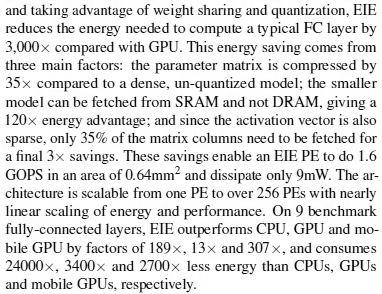 and taking advantage of weight sharing and quantization, EIE
reduces the energy needed to compute a typical FC layer by
3,000× compared with GPU. This energy saving comes from
three main factors: the parameter matrix is compressed by
35× compared to a dense, un-quantized model; the smaller
model can be fetched from SRAM and not DRAM, giving a
120× energy advantage; and since the activation vector is also
sparse, only 35% of the matrix columns need to be fetched for
a final 3× savings. These savings enable an EIE PE to do 1.6
GOPS in an area of 0.64mm² and dissipate only 9mW. The ar-
chitecture is scalable from one PE to over 256 PEs with nearly
linear scaling of energy and performance. On 9 benchmark
fully-connected layers, EIE outperforms CPU, GPU and mo-
bile GPU by factors of 189×, 13× and 307×, and consumes
24000×, 3400× and 2700× less energy than CPUs, GPUs
and mobile GPUs, respectively.